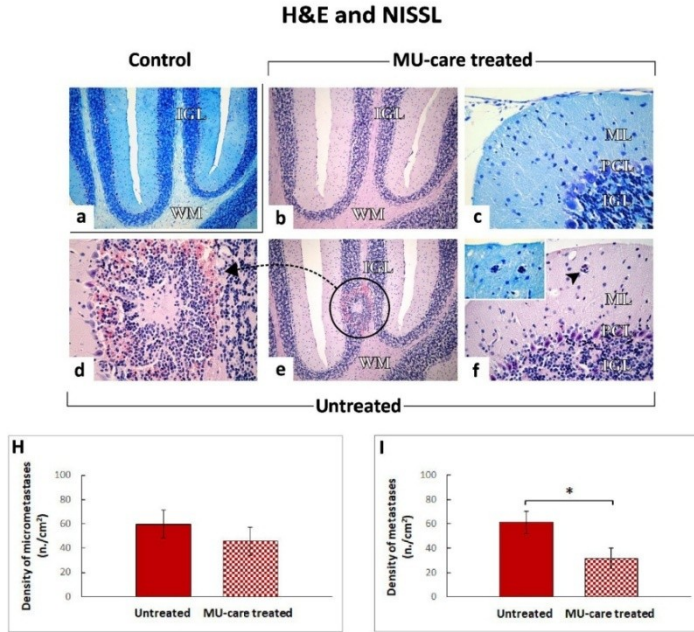 H&E and NISSL
Control
MU-care treated
IGL
WM
a
IGL
WM
b
ML
PCL
IGL
c
d
IGL
WM
e
ML
PCL
IGL
f
Untreated
H
Density of micrometastases
(n./cm²)
100
80
60
40
20
0
Untreated
MU-care treated
I
Density of metastases
(n./cm²)
100
80
60
40
20
0
*
Untreated
MU-care treated